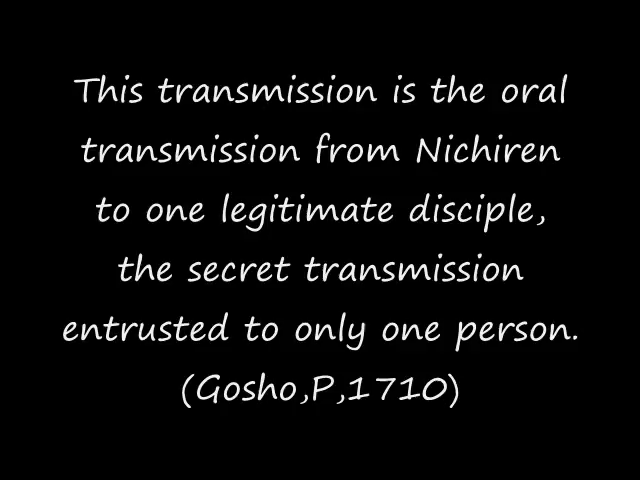 This transmission is the oral
transmission from Nichiren
to one legitimate disciple,
the secret transmission
entrusted to only one person.
(Gosho,P,1710)